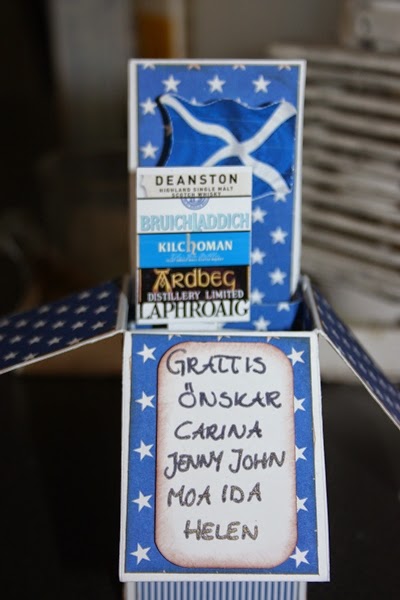 DEANSTON
HIGHLAND SINGLE MALT
SCOTCH WHISKY
BRUICHLADDICH
KILCHOMAN
ARDBEG
DISTILLERY LIMITED
LAPHROAIG
GRATTIS
ÖNSKAR
CARINA
JENNY JOHN
MOA IDA
HELEN